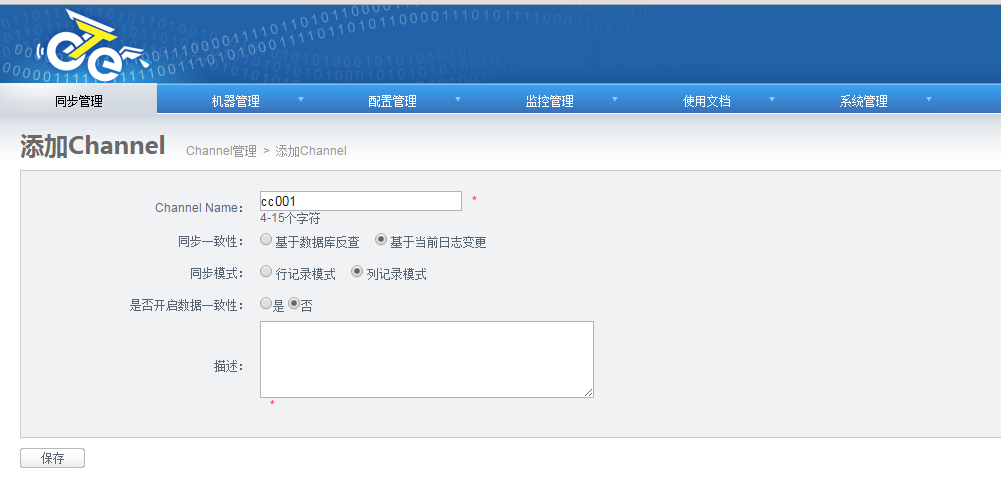 同步管理 机器管理 配置管理 监控管理 使用文档 系统管理
添加Channel Channel管理 > 添加Channel
Channel Name： cc001 *
4-15个字符
同步一致性： 基于数据库反查 基于当前日志变更
同步模式： 行记录模式 列记录模式
是否开启数据一致性： 是 否
描述：
*
保存